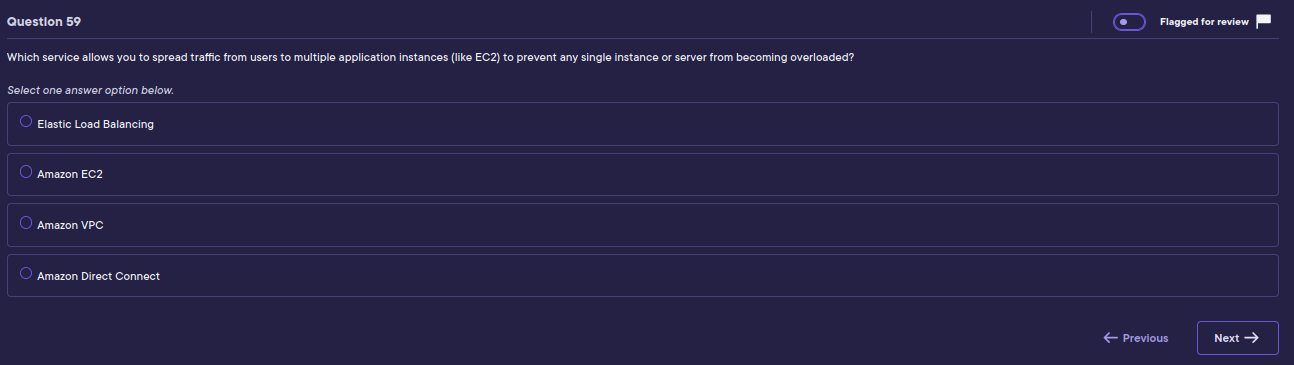 Question 59
Flagged for review
Which service allows you to spread traffic from users to multiple application instances (like EC2) to prevent any single instance or server from becoming overloaded?
Select one answer option below.
Elastic Load Balancing
Amazon EC2
Amazon VPC
Amazon Direct Connect
← Previous
Next →